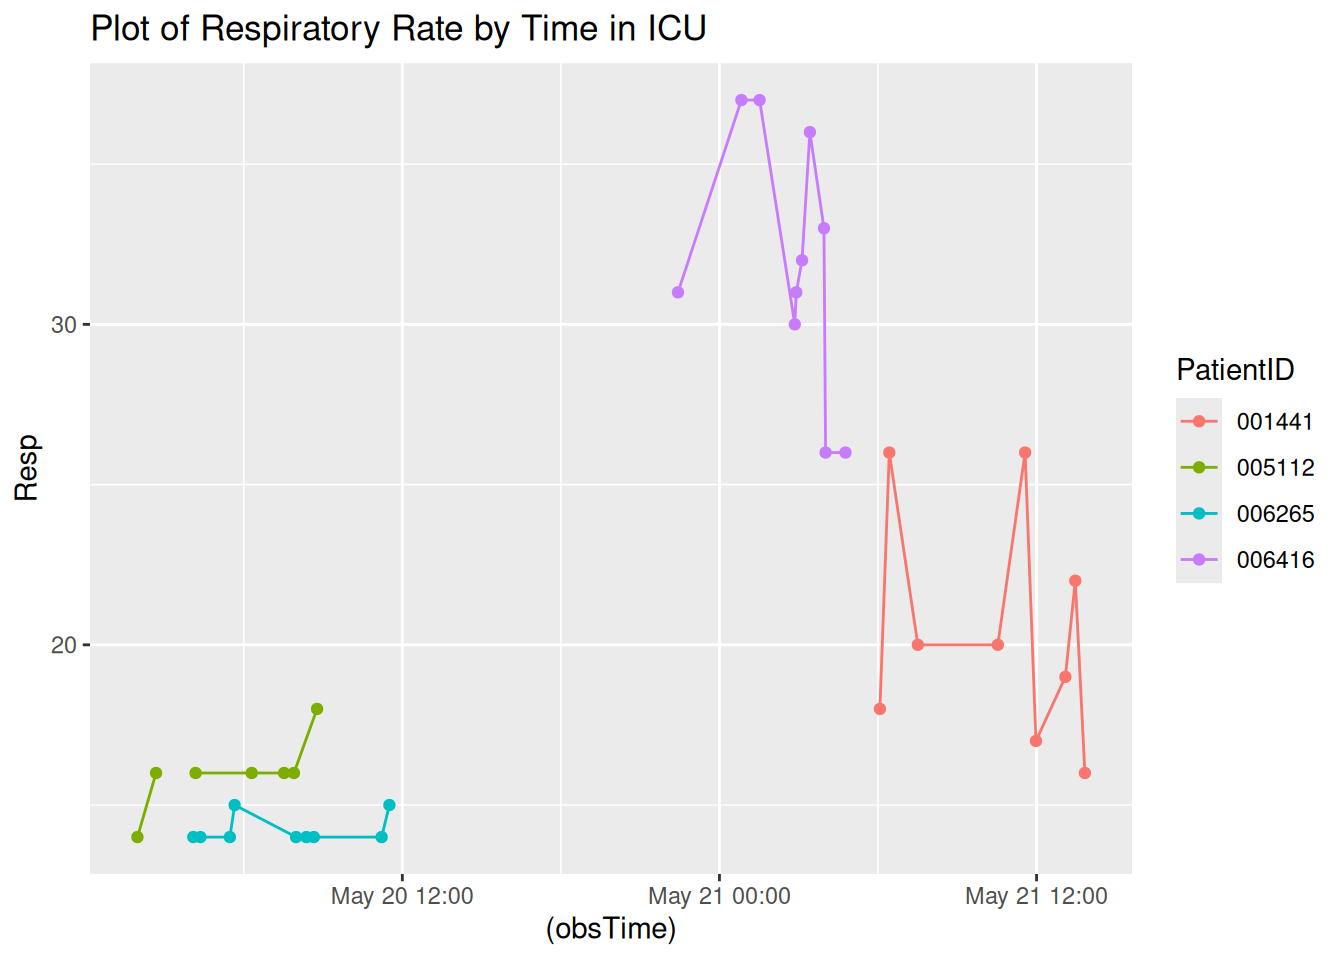 Plot of Respiratory Rate by Time in ICU
Resp
30
20
May 20 12:00
May 21 00:00
May 21 12:00
(obsTime)
PatientID
001441
005112
006265
006416